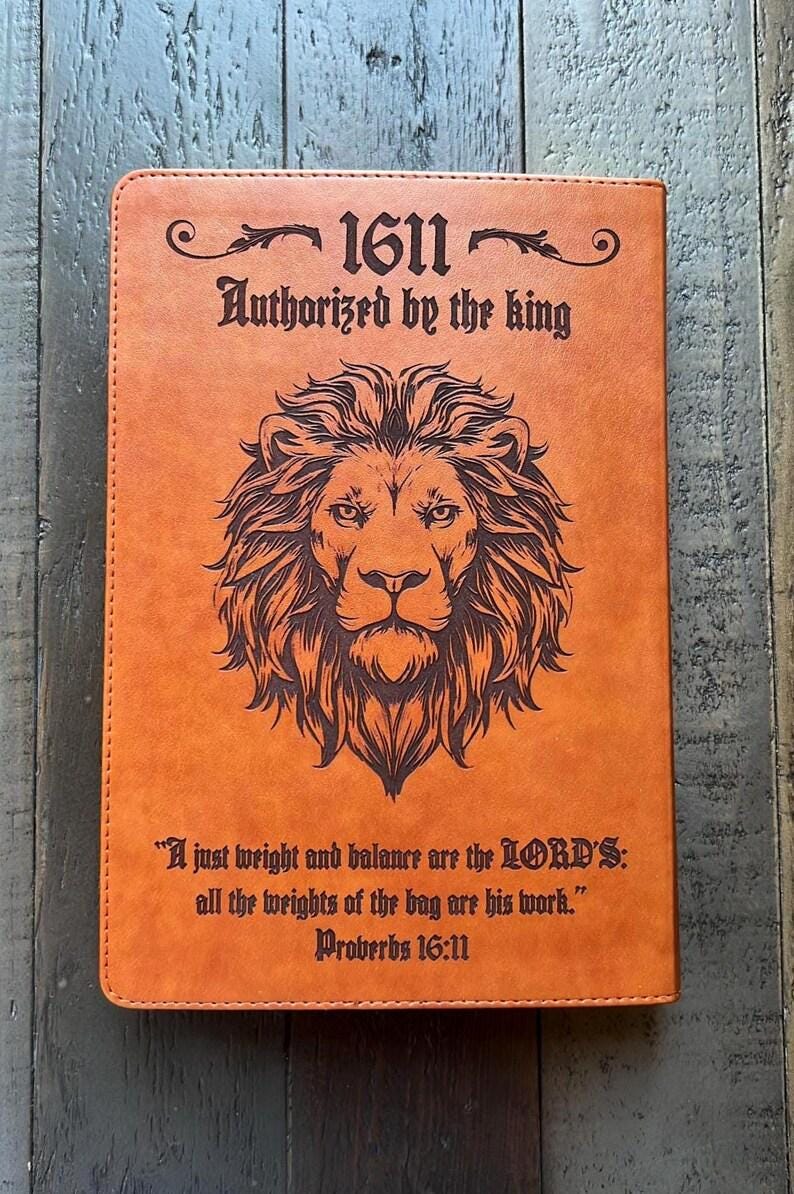 1611
Authorized by the king
"A just weight and balance are the LORD'S:
all the weights of the bag are his work."
Proverbs 16:11